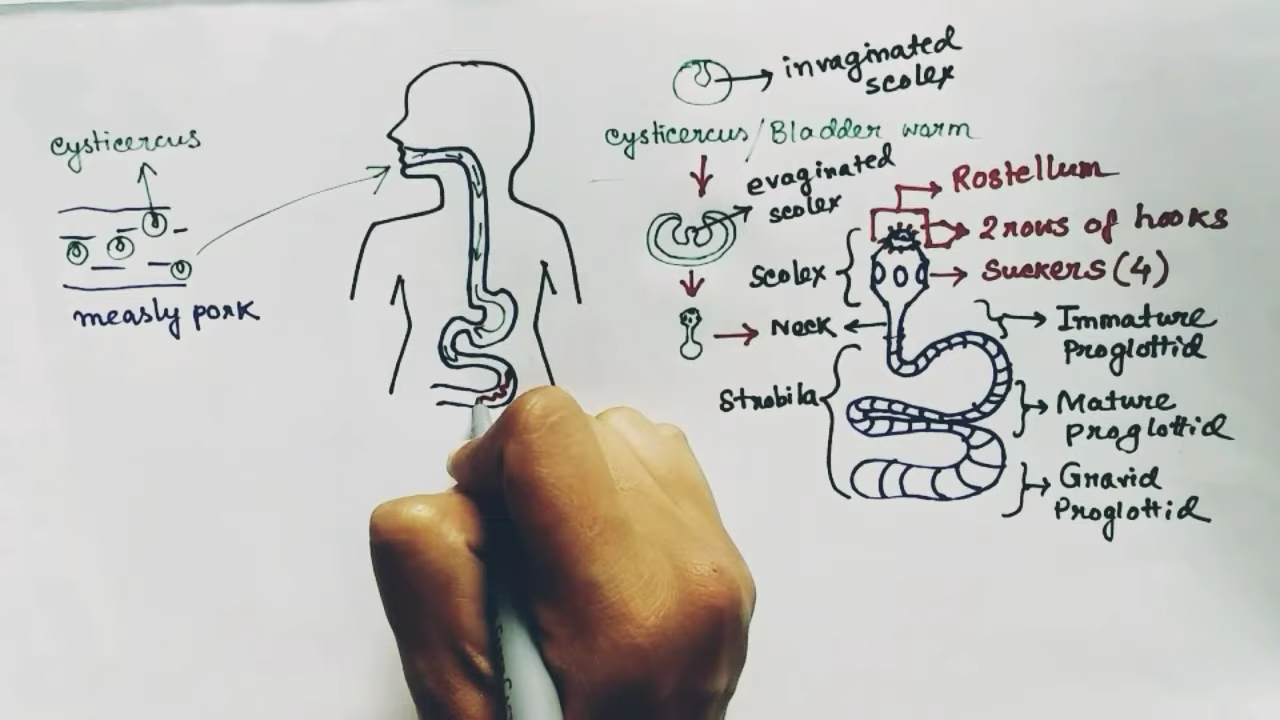 invaginated
scolex
cysticercus/Bladder worm
cysticercus
evaginated
scolex
Rostellum
2 rows of hooks
scolex
suckers (4)
measly pork
Neck
Immature
Proglottid
Strobila
Mature
Proglottid
Gravid
Proglottid